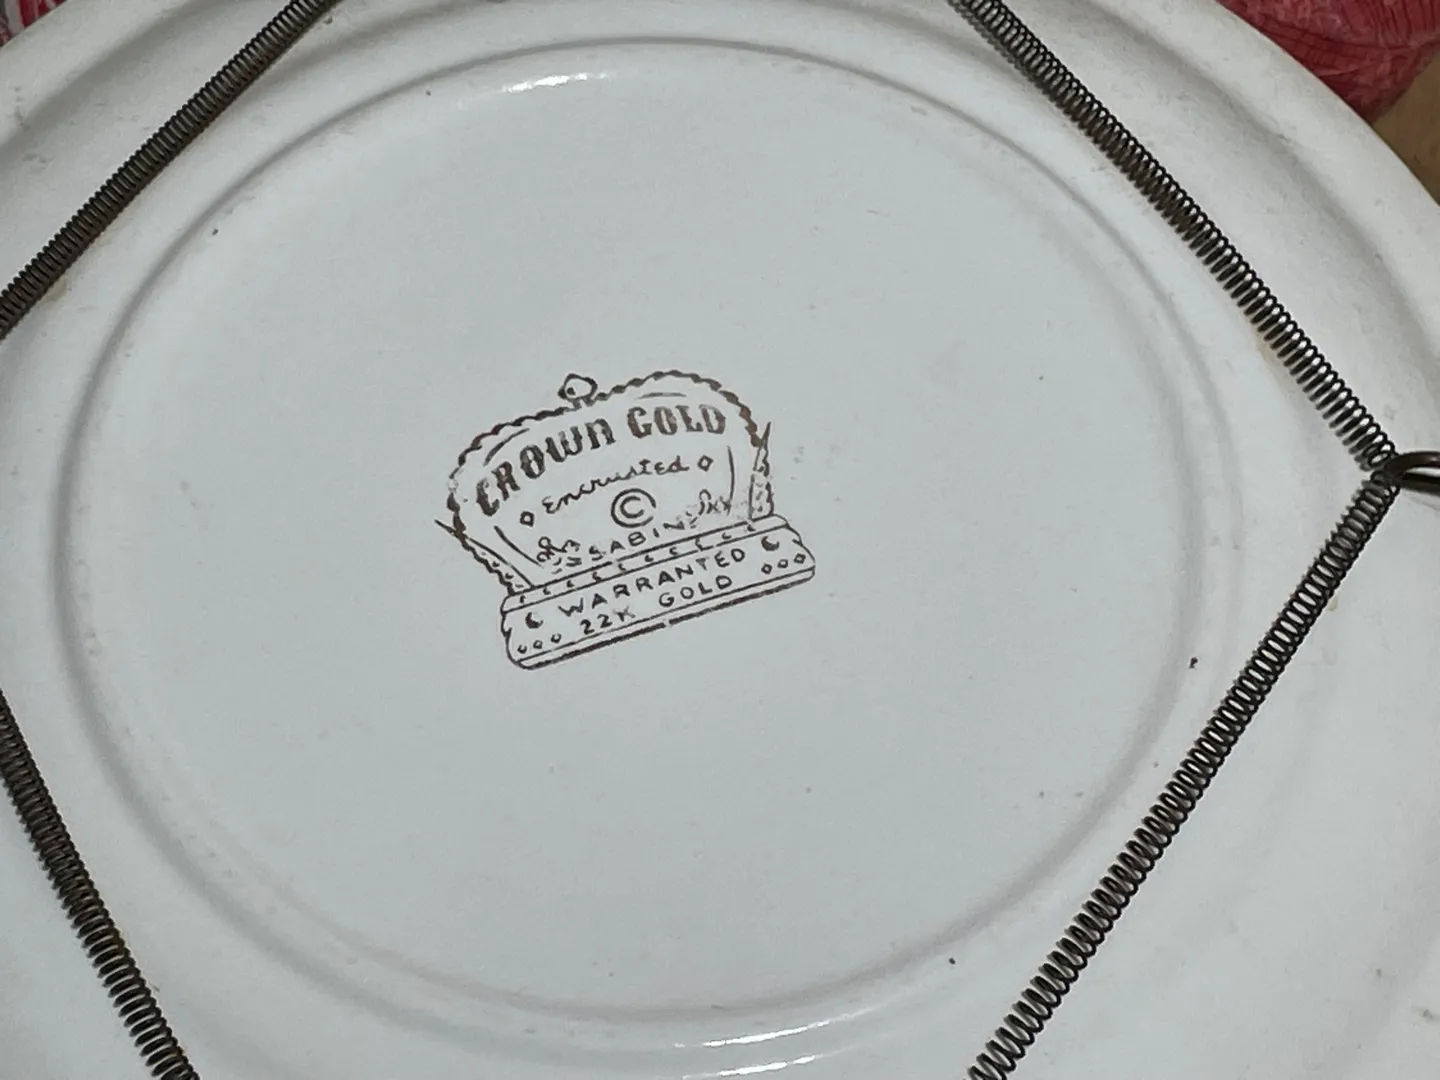 CROWN GOLD
encrusted
©
SABIN
WARRANTED
22K GOLD